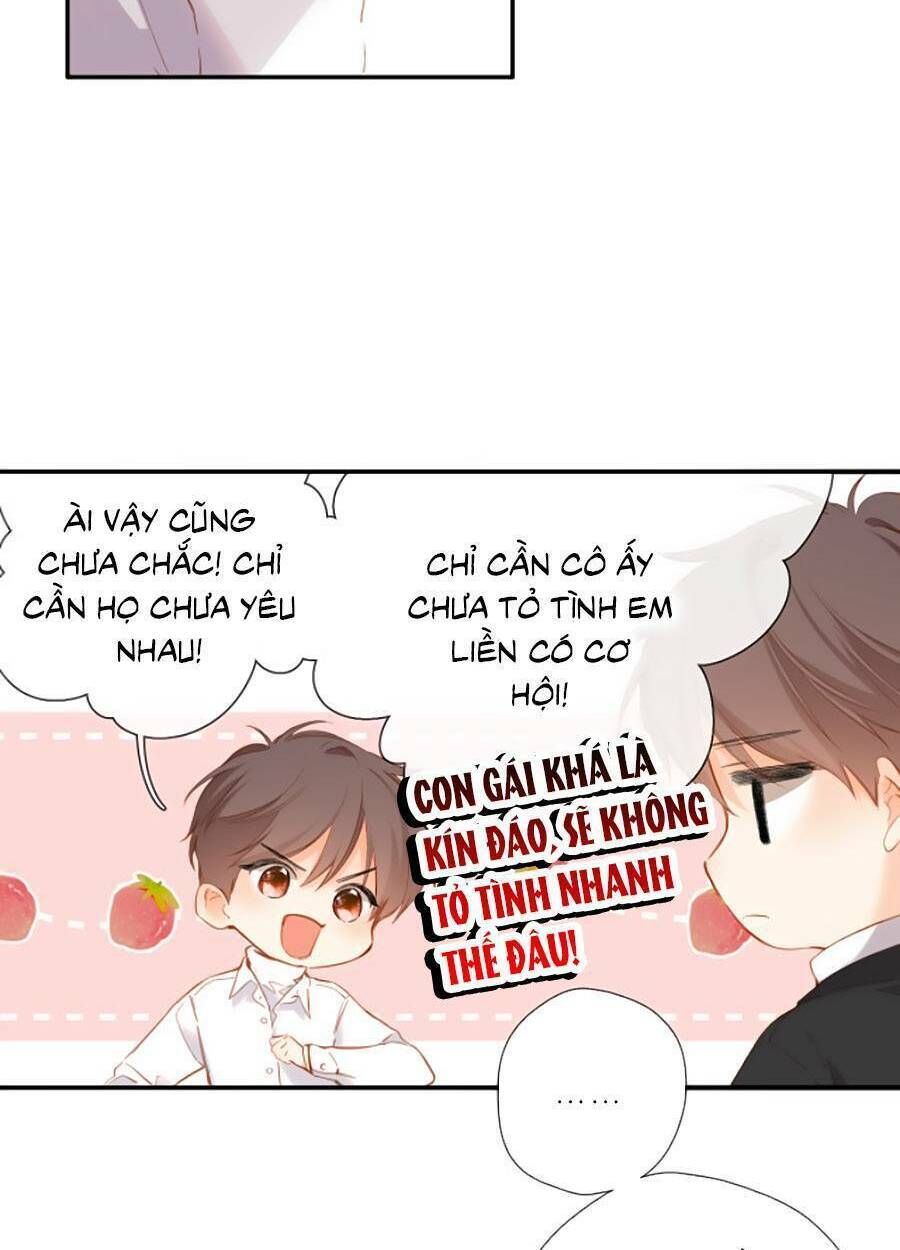 ÀI VẬY CŨNG
CHƯA CHẮC! CHỈ
CẦN HỌ CHƯA YÊU
NHAU!
CHỈ CẦN CÔ ẤY
CHƯA TỎ TÌNH EM
LIỀN CÓ CƠ
HỘI!
CON GÁI KHÁ LÀ
KÍN ĐÁO, SẼ KHÔNG
TỎ TÌNH NHANH
THẾ ĐÂU!
......